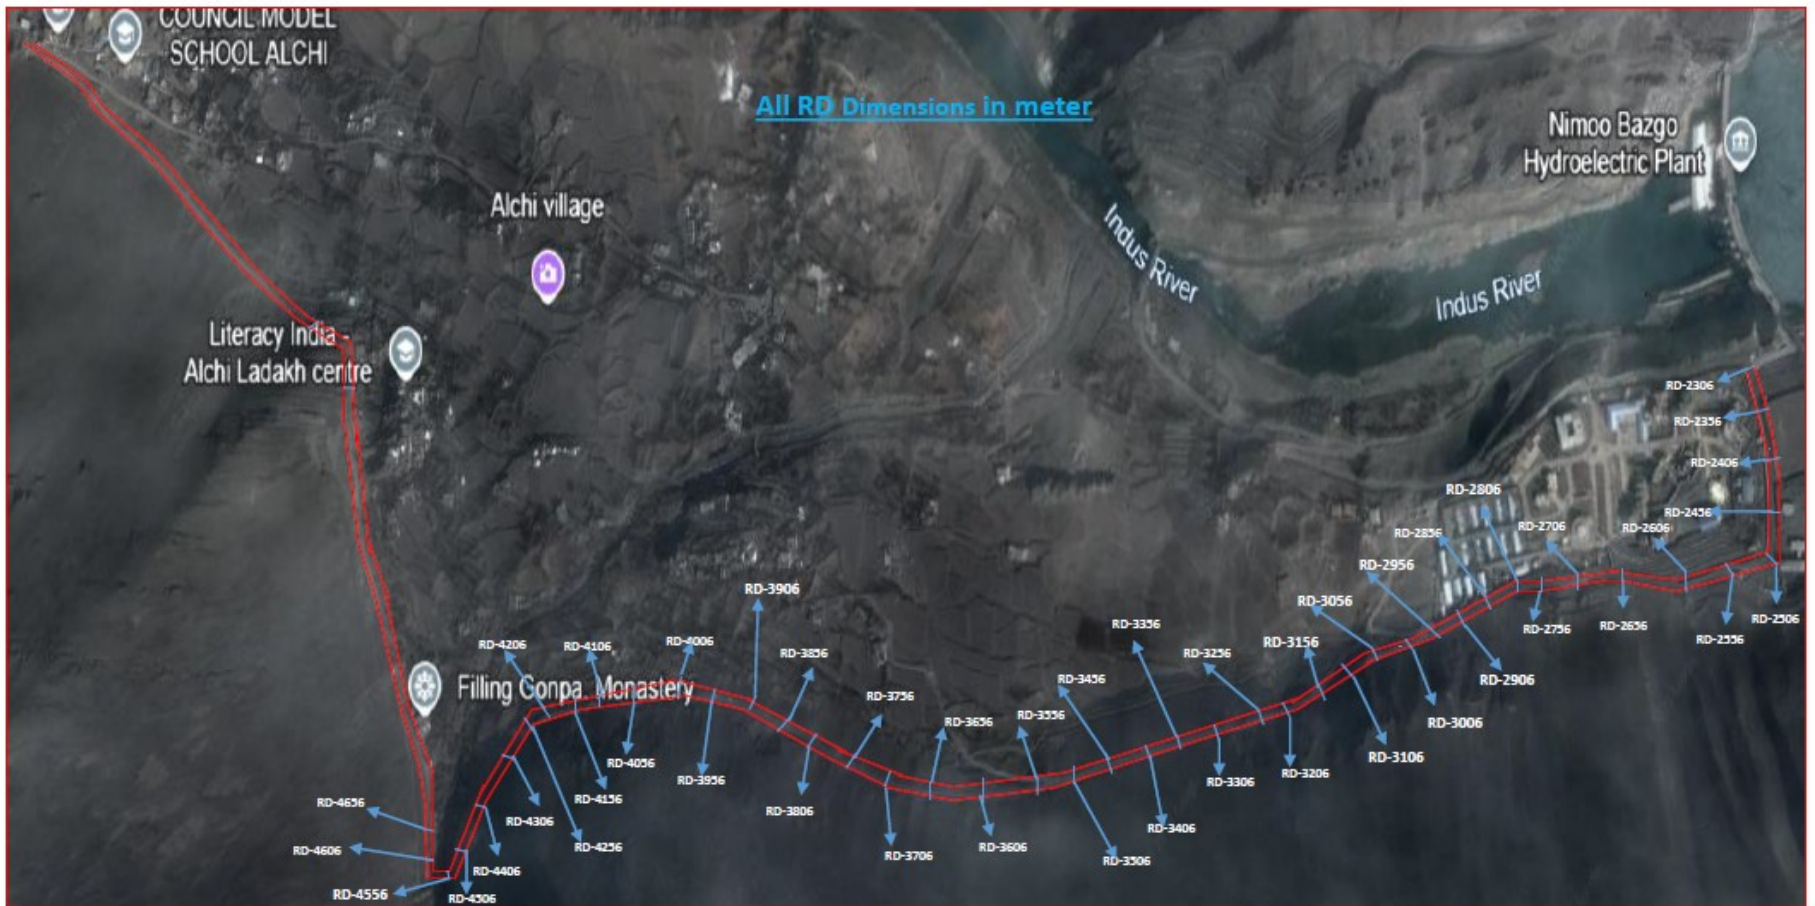 COUNCIL MODEL
SCHOOL ALCHI
All RD Dimensions in meter
Nimoo Bazgo
Hydroelectric Plant
Alchi village
Indus River
Indus River
Literacy India -
Alchi Ladakh centre
RD-2306
RD-2356
RD-2406
RD-2456
RD-2806
RD-2856
RD-2706
RD-2606
RD-2956
RD-3056
RD-3906
RD-2756
RD-2656
RD-2556
RD-2506
RD-3356
RD-4206
RD-4106
RD-4006
RD-3856
RD-3256
RD-3156
RD-2906
Filling Gonpa. Monastery
RD-3756
RD-3456
RD-3656
RD-3556
RD-3006
RD-4056
RD-3956
RD-3106
RD-3206
RD-3306
RD-4656
RD-4156
RD-3806
RD-4306
RD-3406
RD-4606
RD-4256
RD-3706
RD-3606
RD-3506
RD-4406
RD-4556
RD-4506